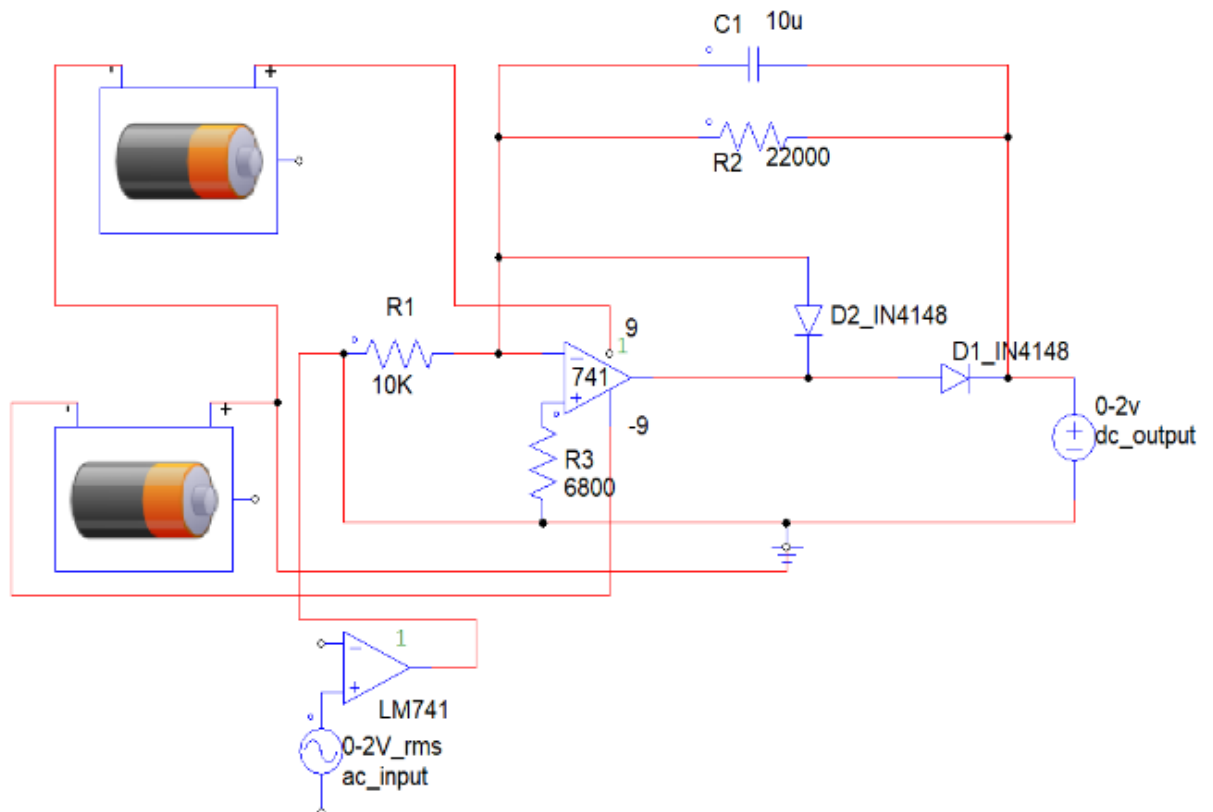 C1 10u
- +
R2 22000
R1
10K
9
1
741
-9
D2_IN4148
D1_IN4148
- +
R3
6800
0-2v
dc_output
1
LM741
0-2V_rms
ac_input